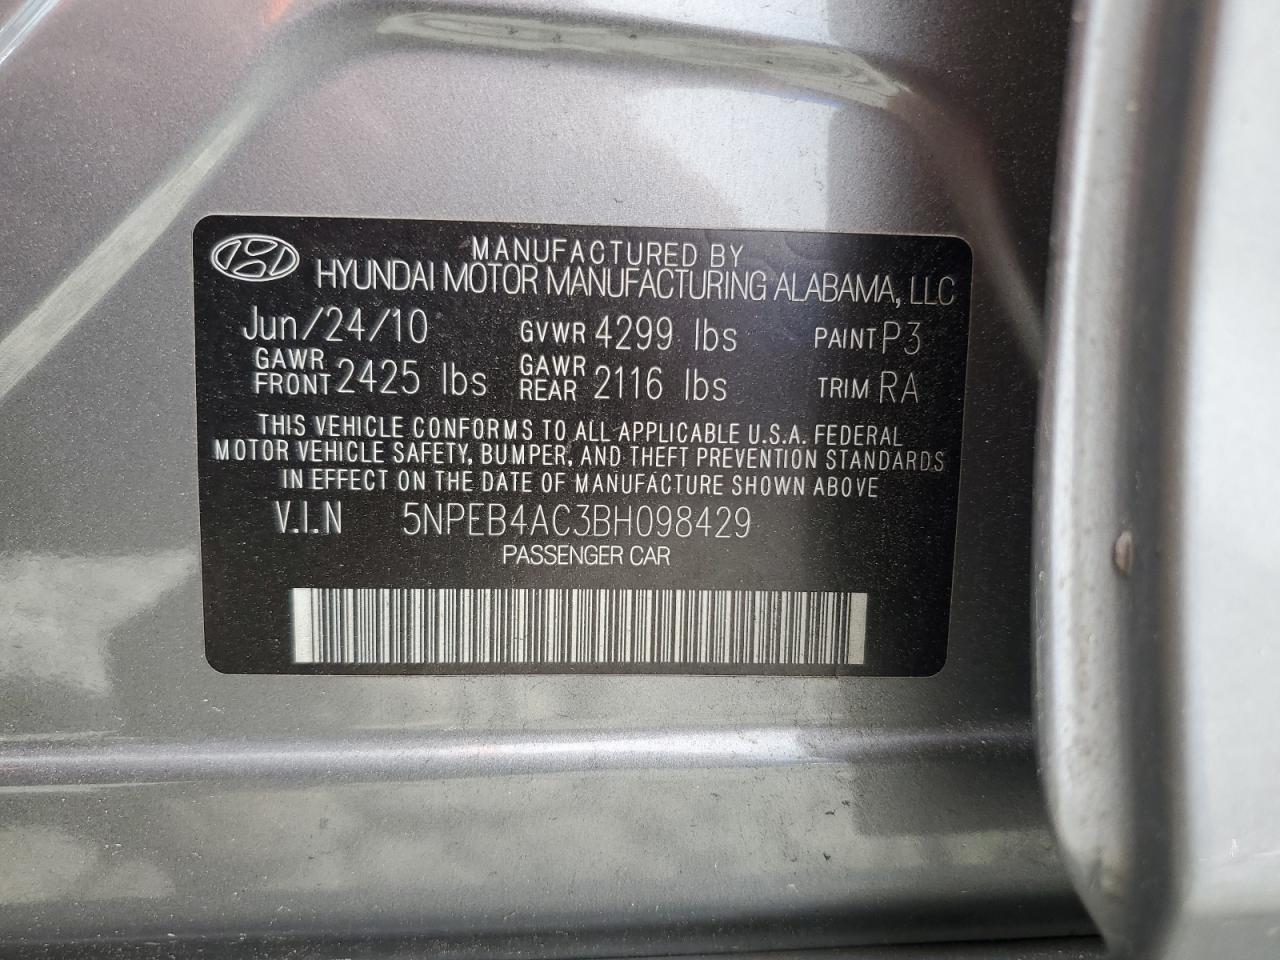 MANUFACTURED BY
HYUNDAI MOTOR MANUFACTURING ALABAMA, LLC
Jun/24/10 GVWR 4299 lbs PAINT P3
GAWR FRONT 2425 lbs GAWR REAR 2116 lbs TRIM RA
THIS VEHICLE CONFORMS TO ALL APPLICABLE U.S.A. FEDERAL
MOTOR VEHICLE SAFETY, BUMPER, AND THEFT PREVENTION STANDARDS
IN EFFECT ON THE DATE OF MANUFACTURE SHOWN ABOVE
V.I.N 5NPEB4AC3BH098429
PASSENGER CAR